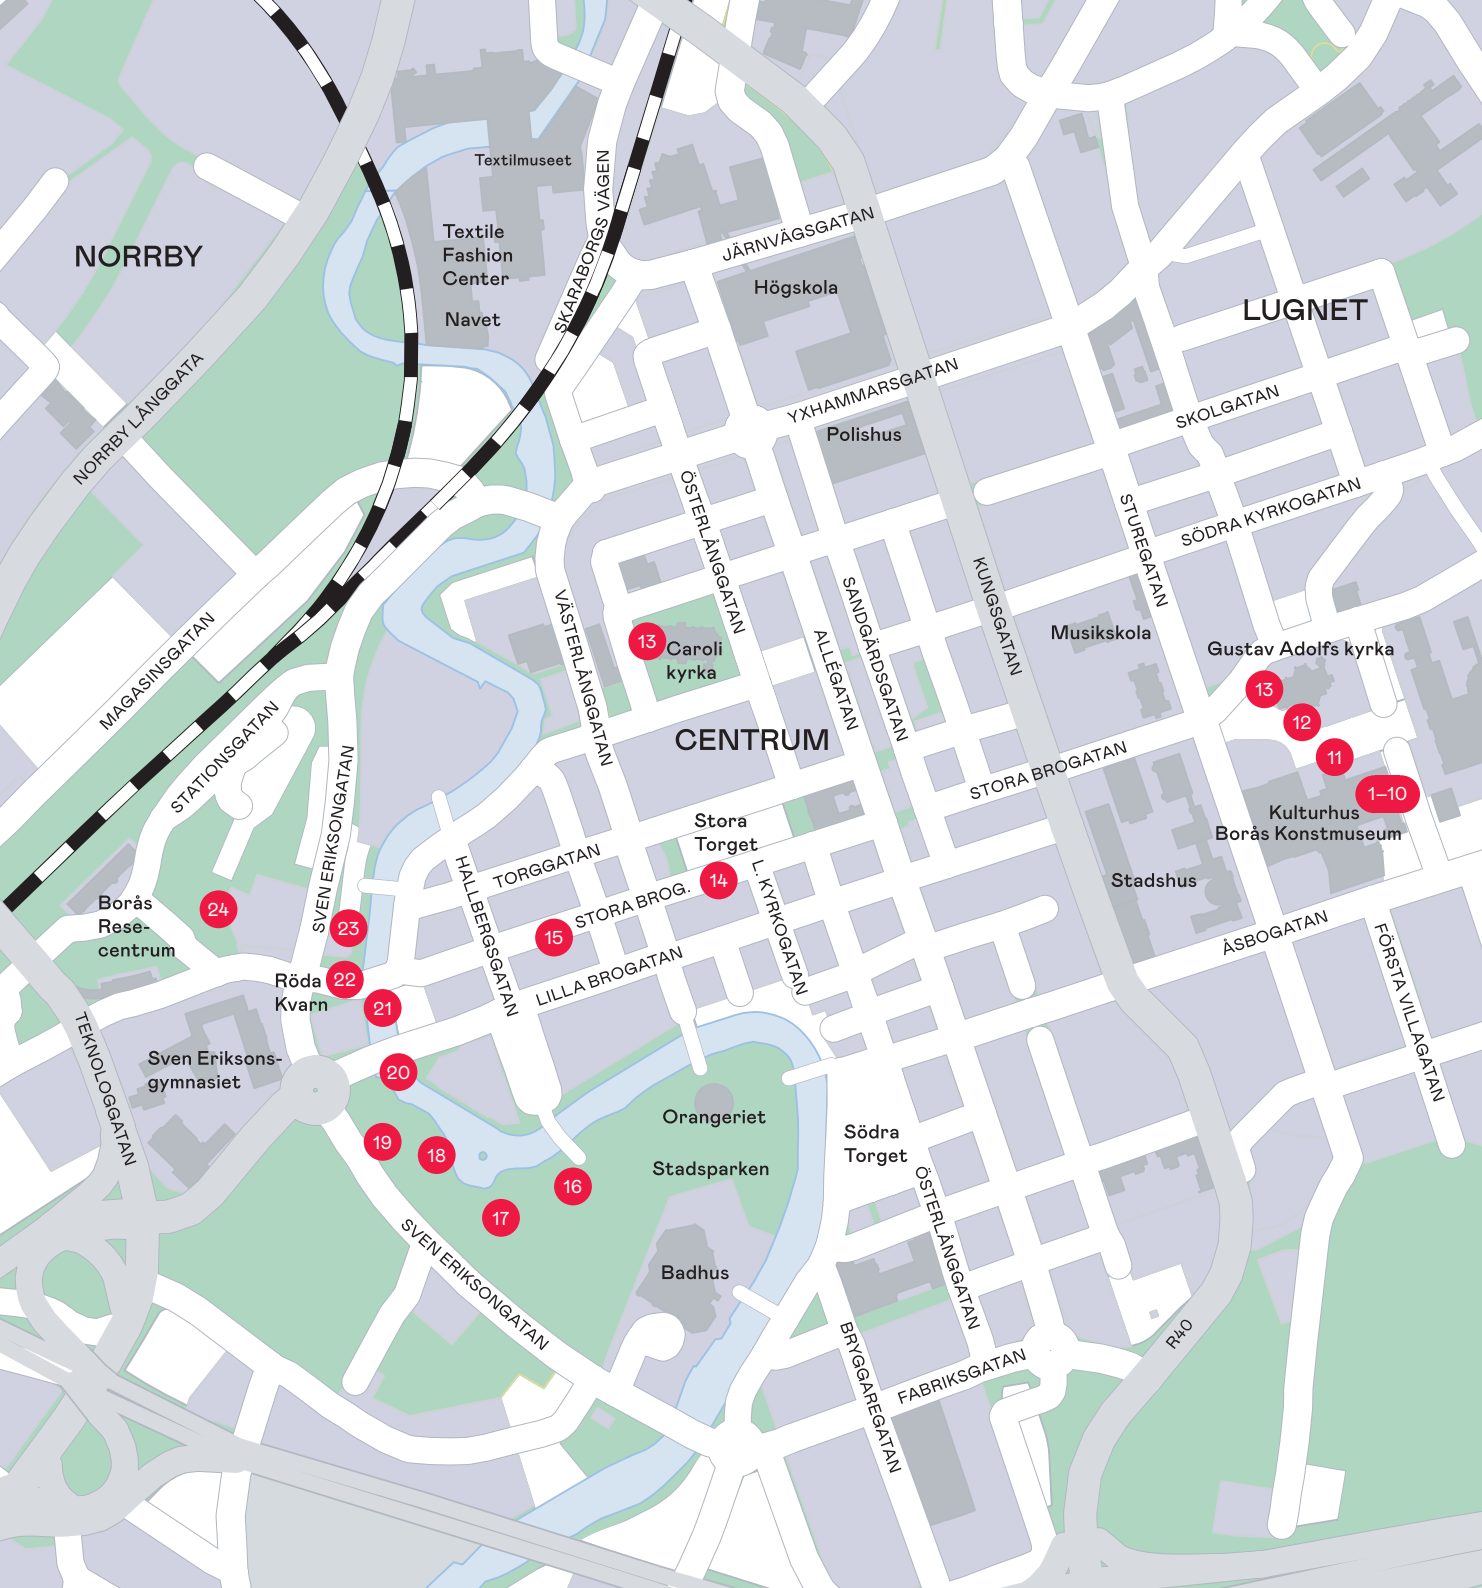 Textilmuseet
SKARABORGS VÄGEN
Textile
Fashion
Center
Navet
NORRBY
JÄRNVÄGSGATAN
Högskola
LUGNET
NORRBY LÅNGGATA
YXHAMMARSGATAN
Polishus
SKOLGATAN
SÖDRA KYRKOGATAN
STUREGATAN
ÖSTERLÅNGGATAN
VÄSTERLÅNGGATAN
SANDGÄRDSGATAN
ALLÉGATAN
KUNGSGATAN
MAGASINSGATAN
13
Caroli
kyrka
Musikskola
Gustav Adolfs kyrka
13
12
11
1–10
Kulturhus
Borås Konstmuseum
CENTRUM
STORA BROGATAN
STATIONSGATAN
SVEN ERIKSONGATAN
Stora
Torget
14
TORGGATAN
STORA BROG.
15
L. KYRKOGATAN
HALLBERGSGATAN
LILLA BROGATAN
Stadshus
ÅSBOGATAN
FÖRSTA VILLAGATAN
Borås
Rese-
centrum
24
23
22
Röda
Kvarn
21
TEKNOLOGGATAN
Sven Eriksons-
gymnasiet
20
19
18
17
16
Orangeriet
Stadsparken
Södra
Torget
ÖSTERLÅNGGATAN
SVEN ERIKSONGATAN
Badhus
BRYGGAREGATAN
FABRIKSGATAN
R40